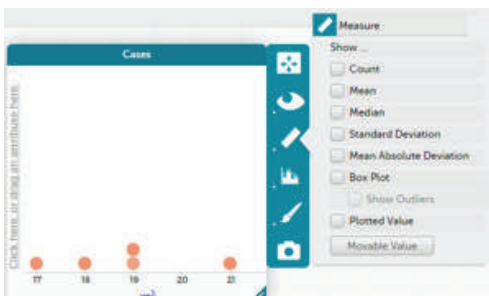 Measure
Show ...
Count
Mean
Median
Standard Deviation
Mean Absolute Deviation
Box Plot
Show Outliers
Plotted Value
Movable Value
Cases
Click here, or drag an attribute here.
17 18 19 20 21